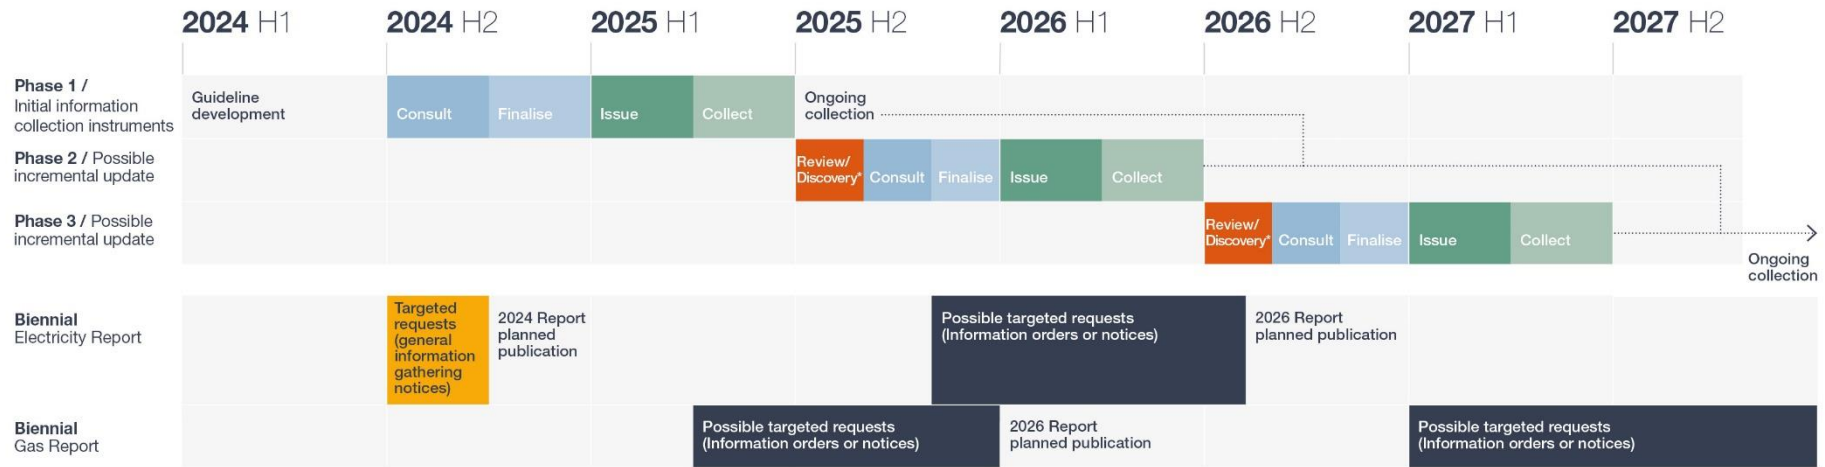 2024 H1
2024 H2
2025 H1
2025 H2
2026 H1
2026 H2
2027 H1
2027 H2
Phase 1 /
Initial information
collection instruments
Guideline
development
Consult
Finalise
Issue
Collect
Ongoing
collection
Phase 2 / Possible
incremental update
Review/
Discovery*
Consult
Finalise
Issue
Collect
Phase 3 / Possible
incremental update
Review/
Discovery*
Consult
Finalise
Issue
Collect
Ongoing
collection
Biennial
Electricity Report
Targeted
requests
(general
information
gathering
notices)
2024 Report
planned
publication
Possible targeted requests
(Information orders or notices)
2026 Report
planned publication
Biennial
Gas Report
Possible targeted requests
(Information orders or notices)
2026 Report
planned publication
Possible targeted requests
(Information orders or notices)